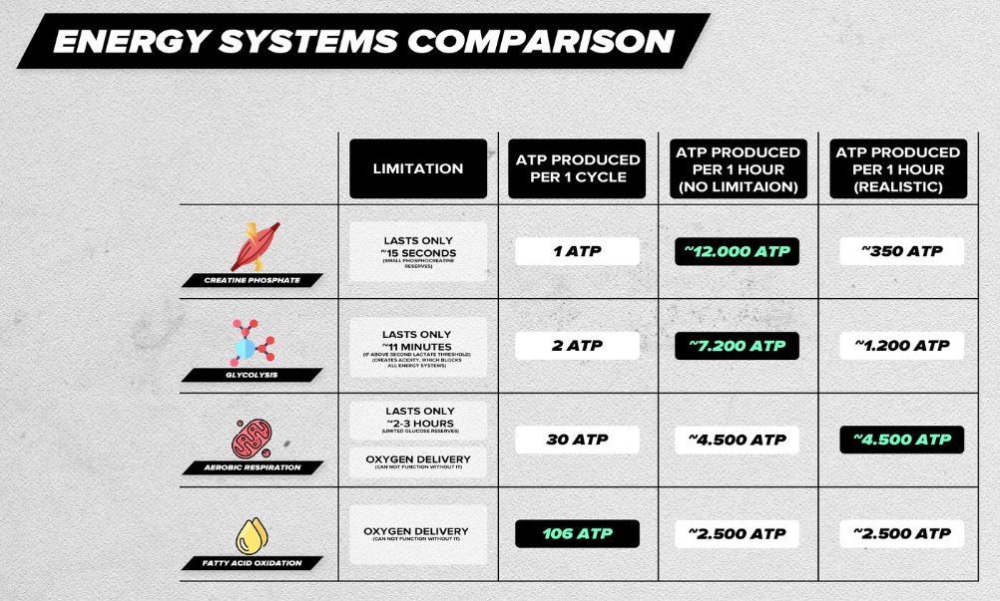 ENERGY SYSTEMS COMPARISON
LIMITATION
ATP PRODUCED
PER 1 CYCLE
ATP PRODUCED
PER 1 HOUR
(NO LIMITAION)
ATP PRODUCED
PER 1 HOUR
(REALISTIC)
CREATINE PHOSPHATE
LASTS ONLY
~15 SECONDS
(SMALL PHOSPHOCREATINE
RESERVES)
1 ATP
~12.000 ATP
~350 ATP
GLYCOLYSIS
LASTS ONLY
~11 MINUTES
(IF ABOVE SECOND LACTATE THRESHOLD)
(CREATES ACIDITY, WHICH BLOCKS
ALL ENERGY SYSTEMS)
2 ATP
~7.200 ATP
~1.200 ATP
AEROBIC RESPIRATION
LASTS ONLY
~2-3 HOURS
(LIMITED GLUCOSE RESERVES)
OXYGEN DELIVERY
(CAN NOT FUNCTION WITHOUT IT)
30 ATP
~4.500 ATP
~4.500 ATP
FATTY ACID OXIDATION
OXYGEN DELIVERY
(CAN NOT FUNCTION WITHOUT IT)
106 ATP
~2.500 ATP
~2.500 ATP